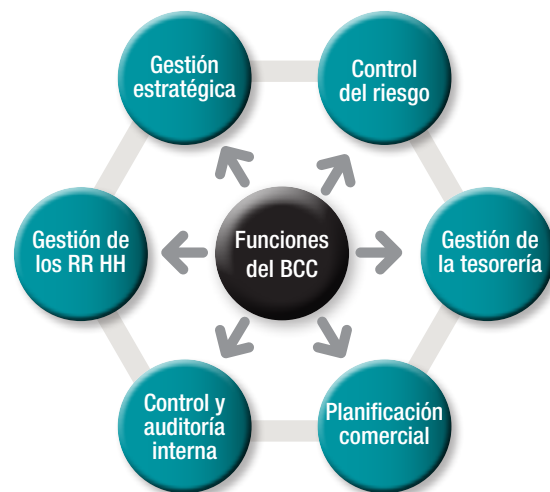 Gestión
estratégica
Control
del riesgo
Gestión de
los RR HH
Funciones
del BCC
Gestión de
la tesorería
Control y
auditoría
interna
Planificación
comercial